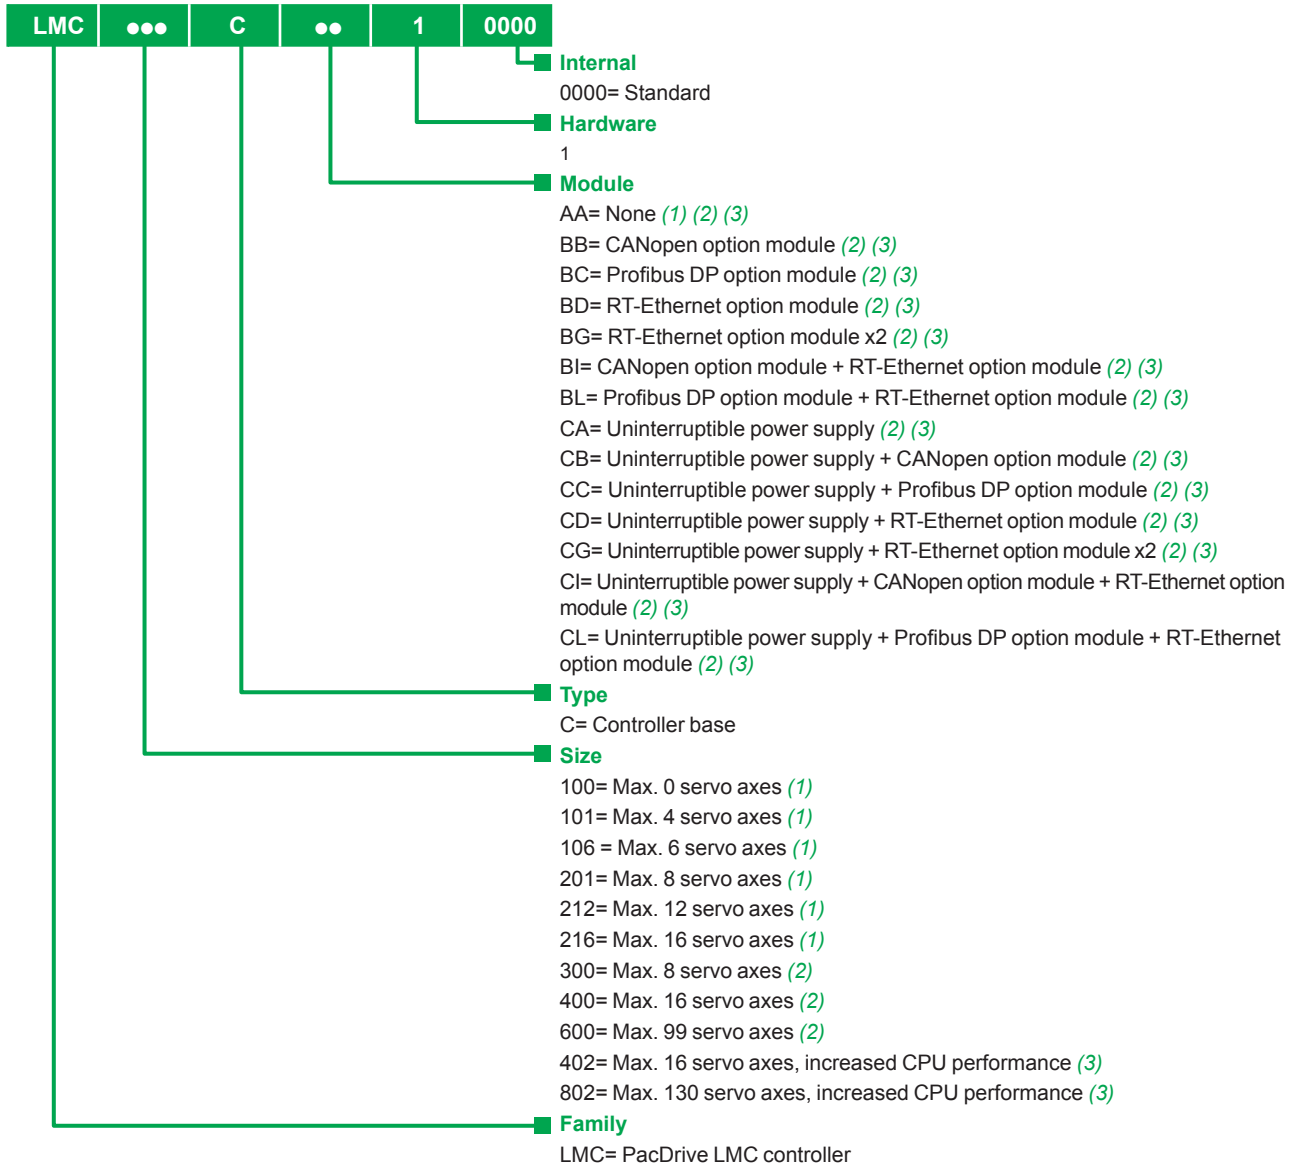 LMC ●●● C ●● 1 0000
Internal
0000= Standard
Hardware
1
Module
AA= None (1) (2) (3)
BB= CANopen option module (2) (3)
BC= Profibus DP option module (2) (3)
BD= RT-Ethernet option module (2) (3)
BG= RT-Ethernet option module x2 (2) (3)
BI= CANopen option module + RT-Ethernet option module (2) (3)
BL= Profibus DP option module + RT-Ethernet option module (2) (3)
CA= Uninterruptible power supply (2) (3)
CB= Uninterruptible power supply + CANopen option module (2) (3)
CC= Uninterruptible power supply + Profibus DP option module (2) (3)
CD= Uninterruptible power supply + RT-Ethernet option module (2) (3)
CG= Uninterruptible power supply + RT-Ethernet option module x2 (2) (3)
CI= Uninterruptible power supply + CANopen option module + RT-Ethernet option
module (2) (3)
CL= Uninterruptible power supply + Profibus DP option module + RT-Ethernet
option module (2) (3)
Type
C= Controller base
Size
100= Max. 0 servo axes (1)
101= Max. 4 servo axes (1)
106 = Max. 6 servo axes (1)
201= Max. 8 servo axes (1)
212= Max. 12 servo axes (1)
216= Max. 16 servo axes (1)
300= Max. 8 servo axes (2)
400= Max. 16 servo axes (2)
600= Max. 99 servo axes (2)
402= Max. 16 servo axes, increased CPU performance (3)
802= Max. 130 servo axes, increased CPU performance (3)
Family
LMC= PacDrive LMC controller